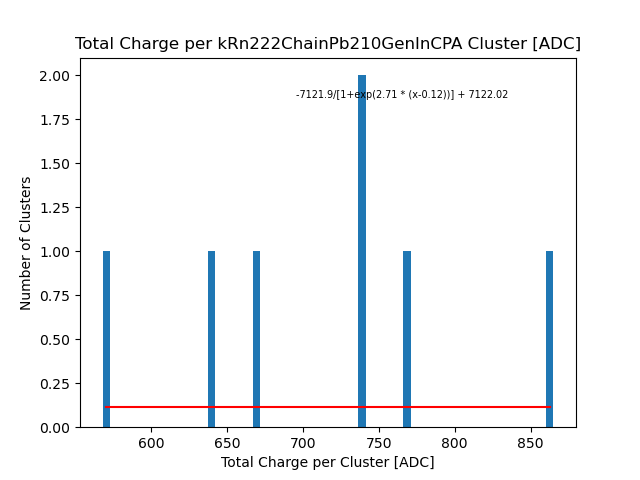 Total Charge per kRn222ChainPb210GenInCPA Cluster [ADC]
2.00
-7121.9/[1+exp(2.71 * (x-0.12))] + 7122.02
1.75
1.50
1.25
1.00
0.75
0.50
0.25
0.00
Number of Clusters
600 650 700 750 800 850
Total Charge per Cluster [ADC]